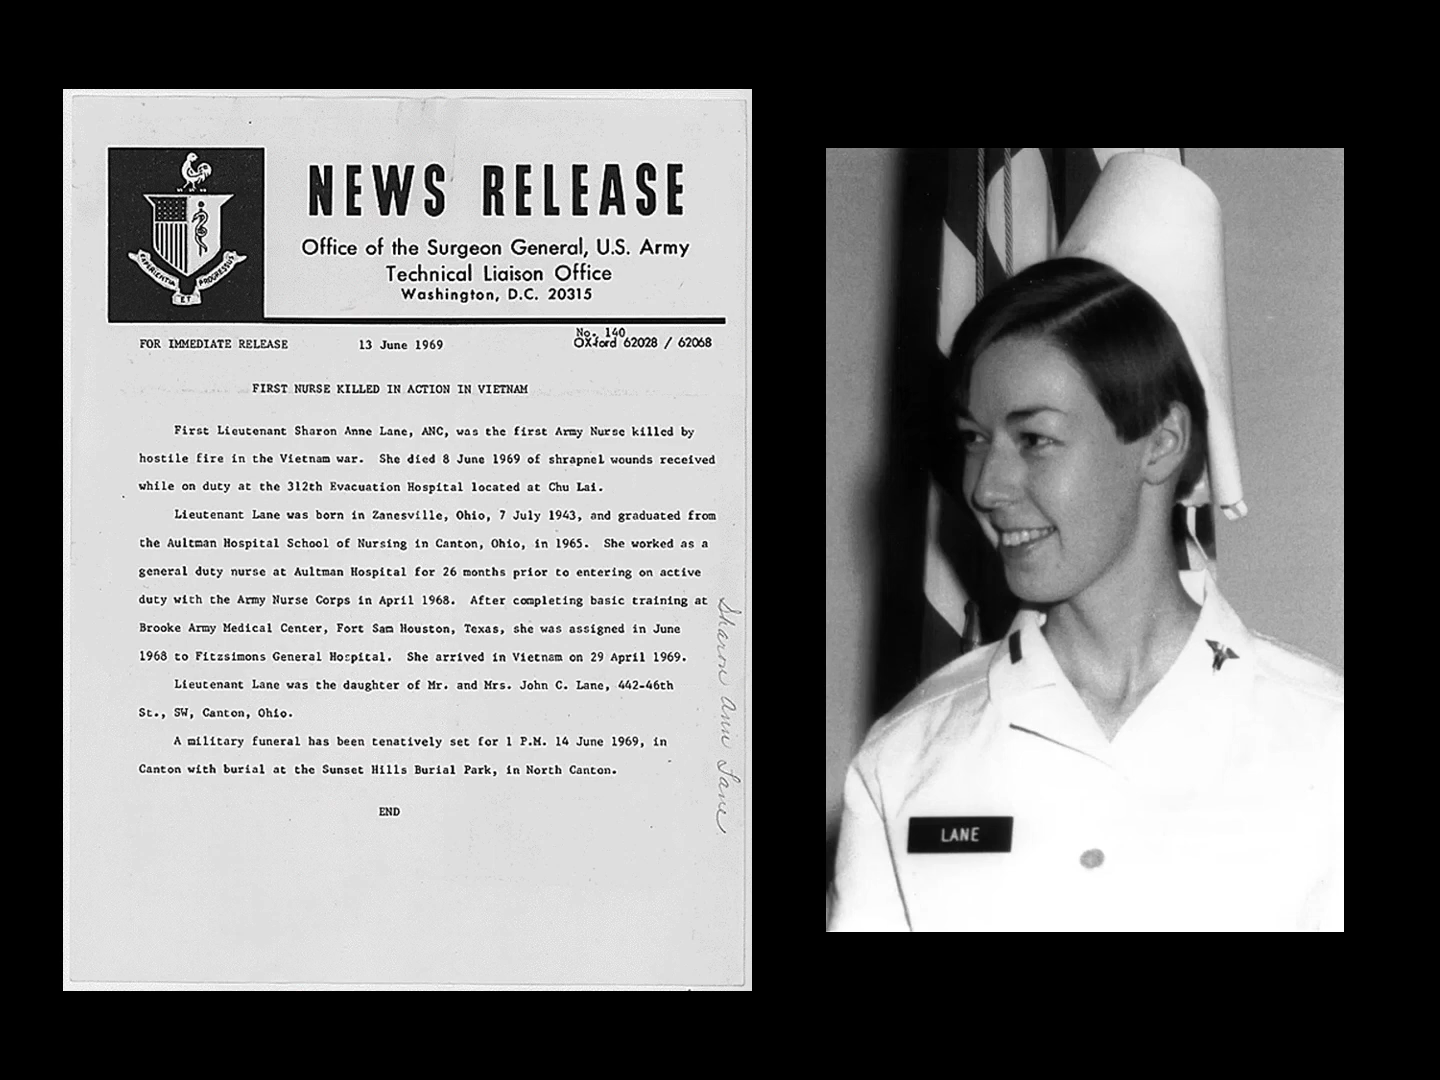 EXPERIENTIA ET PROGRESSUS
NEWS RELEASE
Office of the Surgeon General, U.S. Army
Technical Liaison Office
Washington, D.C. 20315
No. 140
FOR IMMEDIATE RELEASE 13 June 1969 OXford 62028 / 62068
FIRST NURSE KILLED IN ACTION IN VIETNAM
First Lieutenant Sharon Anne Lane, ANC, was the first Army Nurse killed by
hostile fire in the Vietnam war. She died 8 June 1969 of shrapnel wounds received
while on duty at the 312th Evacuation Hospital located at Chu Lai.
Lieutenant Lane was born in Zanesville, Ohio, 7 July 1943, and graduated from
the Aultman Hospital School of Nursing in Canton, Ohio, in 1965. She worked as a
general duty nurse at Aultman Hospital for 26 months prior to entering on active
duty with the Army Nurse Corps in April 1968. After completing basic training at
Brooke Army Medical Center, Fort Sam Houston, Texas, she was assigned in June
1968 to Fitzsimons General Hospital. She arrived in Vietnam on 29 April 1969.
Lieutenant Lane was the daughter of Mr. and Mrs. John C. Lane, 442-46th
St., SW, Canton, Ohio.
A military funeral has been tenatively set for 1 P.M. 14 June 1969, in
Canton with burial at the Sunset Hills Burial Park, in North Canton.
END
Sharon Ann Lane
LANE